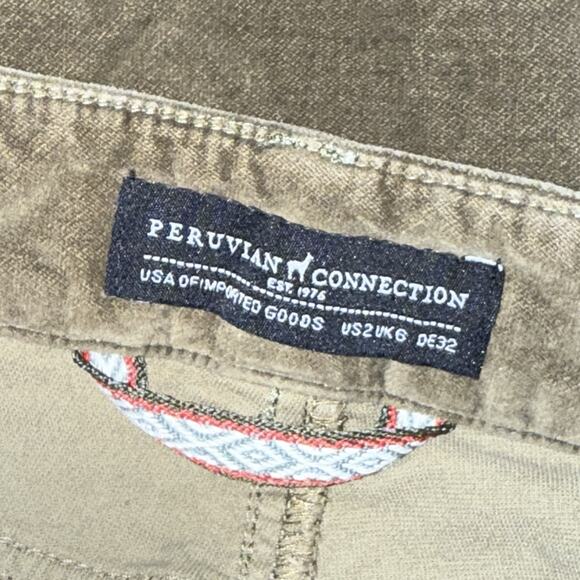 PERUVIAN CONNECTION
EST. 1976
USA OF IMPORTED GOODS US2 UK6 DE32